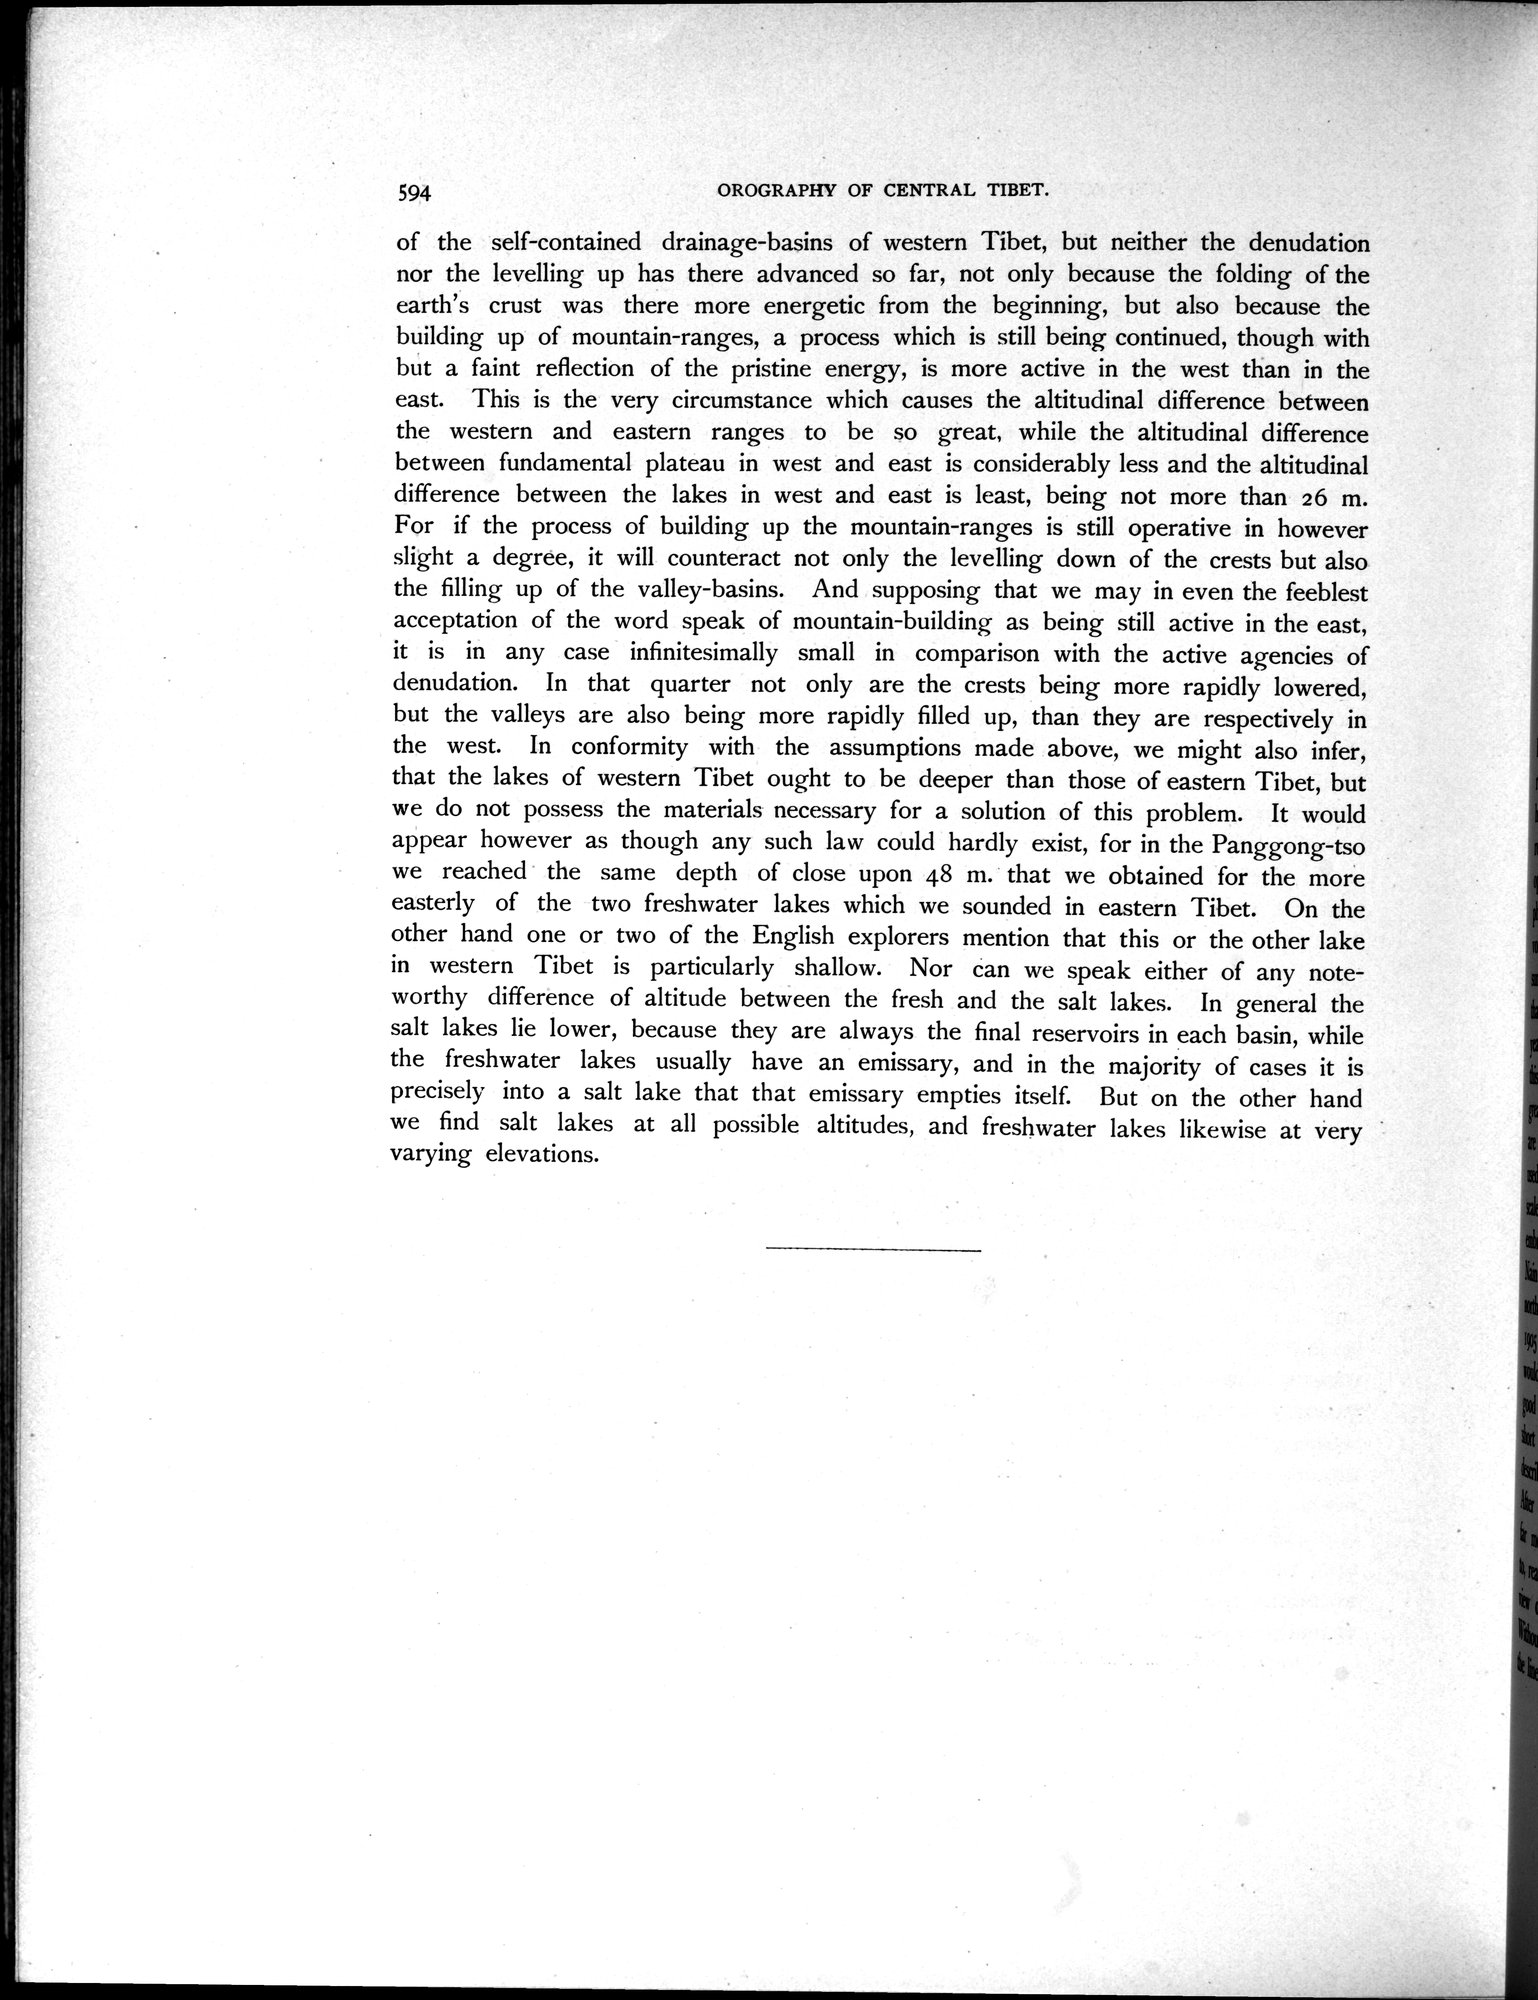 594 OROGRAPHY OF CENTRAL TIBET.
of the self-contained drainage-basins of western Tibet, but neither the denudation
nor the levelling up has there advanced so far, not only because the folding of the
earth's crust was there more energetic from the beginning, but also because the
building up of mountain-ranges, a process which is still being continued, though with
but a faint reflection of the pristine energy, is more active in the west than in the
east. This is the very circumstance which causes the altitudinal difference between
the western and eastern ranges to be so great, while the altitudinal difference
between fundamental plateau in west and east is considerably less and the altitudinal
difference between the lakes in west and east is least, being not more than 26 m.
For if the process of building up the mountain-ranges is still operative in however
slight a degree, it will counteract not only the levelling down of the crests but also
the filling up of the valley-basins. And supposing that we may in even the feeblest
acceptation of the word speak of mountain-building as being still active in the east,
it is in any case infinitesimally small in comparison with the active agencies of
denudation. In that quarter not only are the crests being more rapidly lowered,
but the valleys are also being more rapidly filled up, than they are respectively in
the west. In conformity with the assumptions made above, we might also infer,
that the lakes of western Tibet ought to be deeper than those of eastern Tibet, but
we do not possess the materials necessary for a solution of this problem. It would
appear however as though any such law could hardly exist, for in the Panggong-tso
we reached the same depth of close upon 48 m. that we obtained for the more
easterly of the two freshwater lakes which we sounded in eastern Tibet. On the
other hand one or two of the English explorers mention that this or the other lake
in western Tibet is particularly shallow. Nor can we speak either of any note-
worthy difference of altitude between the fresh and the salt lakes. In general the
salt lakes lie lower, because they are always the final reservoirs in each basin, while
the freshwater lakes usually have an emissary, and in the majority of cases it is
precisely into a salt lake that that emissary empties itself. But on the other hand
we find salt lakes at all possible altitudes, and freshwater lakes likewise at very
varying elevations.